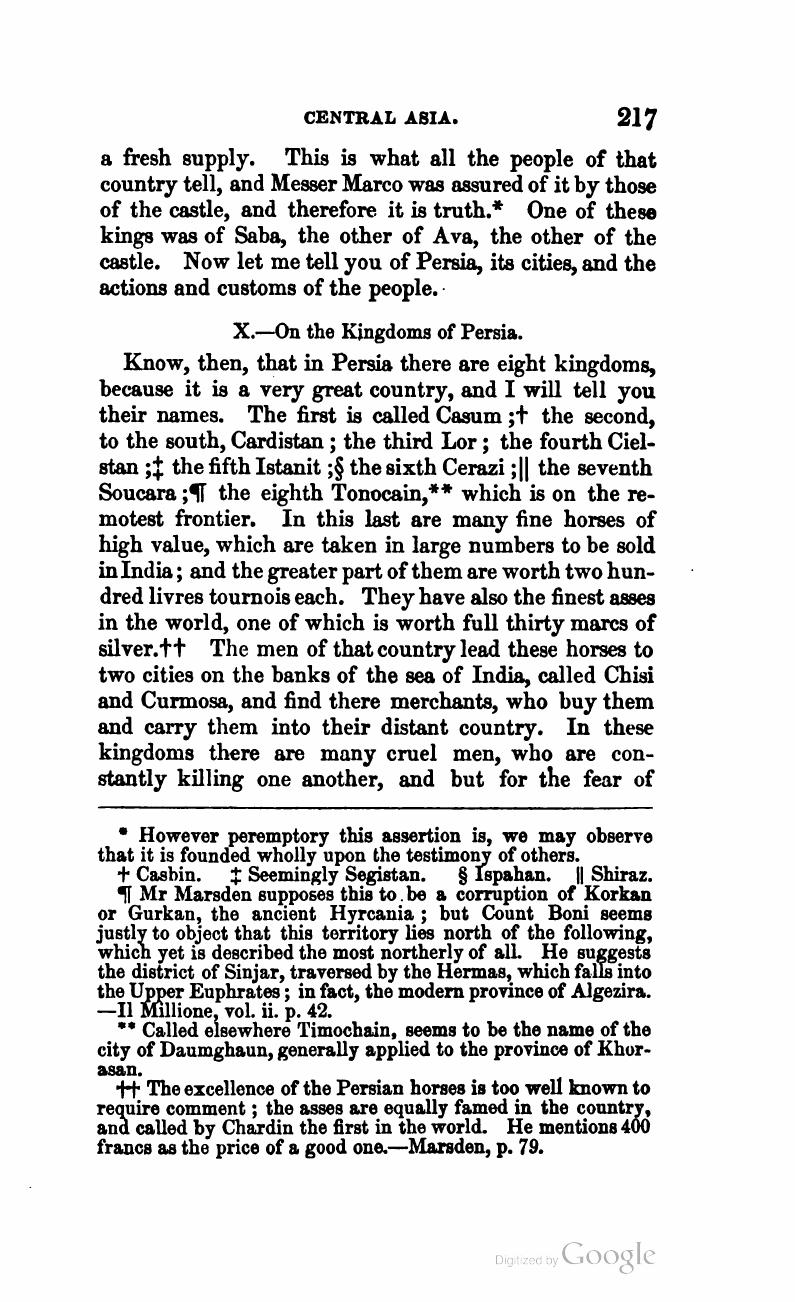 CENTRAL ASIA. 217
a fresh supply. This is what all the people of that
country tell, and Messer Marco was assured of it by those
of the castle, and therefore it is truth.* One of these
kings was of Saba, the other of Ava, the other of the
castle. Now let me tell you of Persia, its cities, and the
actions and customs of the people.
X.—On the Kingdoms of Persia.
Know, then, that in Persia there are eight kingdoms,
because it is a very great country, and I will tell you
their names. The first is called Casum ;† the second,
to the south, Cardistan ; the third Lor ; the fourth Ciel-
stan ;‡ the fifth Istanit ;§ the sixth Cerazi ;|| the seventh
Soucara ;¶ the eighth Tonocain,** which is on the re-
motest frontier. In this last are many fine horses of
high value, which are taken in large numbers to be sold
in India ; and the greater part of them are worth two hun-
dred livres tournois each. They have also the finest asses
in the world, one of which is worth full thirty marcs of
silver.†† The men of that country lead these horses to
two cities on the banks of the sea of India, called Chisi
and Curmosa, and find there merchants, who buy them
and carry them into their distant country. In these
kingdoms there are many cruel men, who are con-
stantly killing one another, and but for the fear of
* However peremptory this assertion is, we may observe
that it is founded wholly upon the testimony of others.
† Casbin. ‡ Seemingly Segistan. § Ispahan. || Shiraz.
¶ Mr Marsden supposes this to be a corruption of Korkan
or Gurkan, the ancient Hyrcania ; but Count Boni seems
justly to object that this territory lies north of the following,
which yet is described the most northerly of all. He suggests
the district of Sinjar, traversed by the Hermas, which falls into
the Upper Euphrates ; in fact, the modern province of Algezira.
—Il Millione, vol. ii. p. 42.
** Called elsewhere Timochain, seems to be the name of the
city of Daumghaun, generally applied to the province of Khor-
asan.
†† The excellence of the Persian horses is too well known to
require comment ; the asses are equally famed in the country,
and called by Chardin the first in the world. He mentions 400
francs as the price of a good one.—Marsden, p. 79.
Digitized by Google